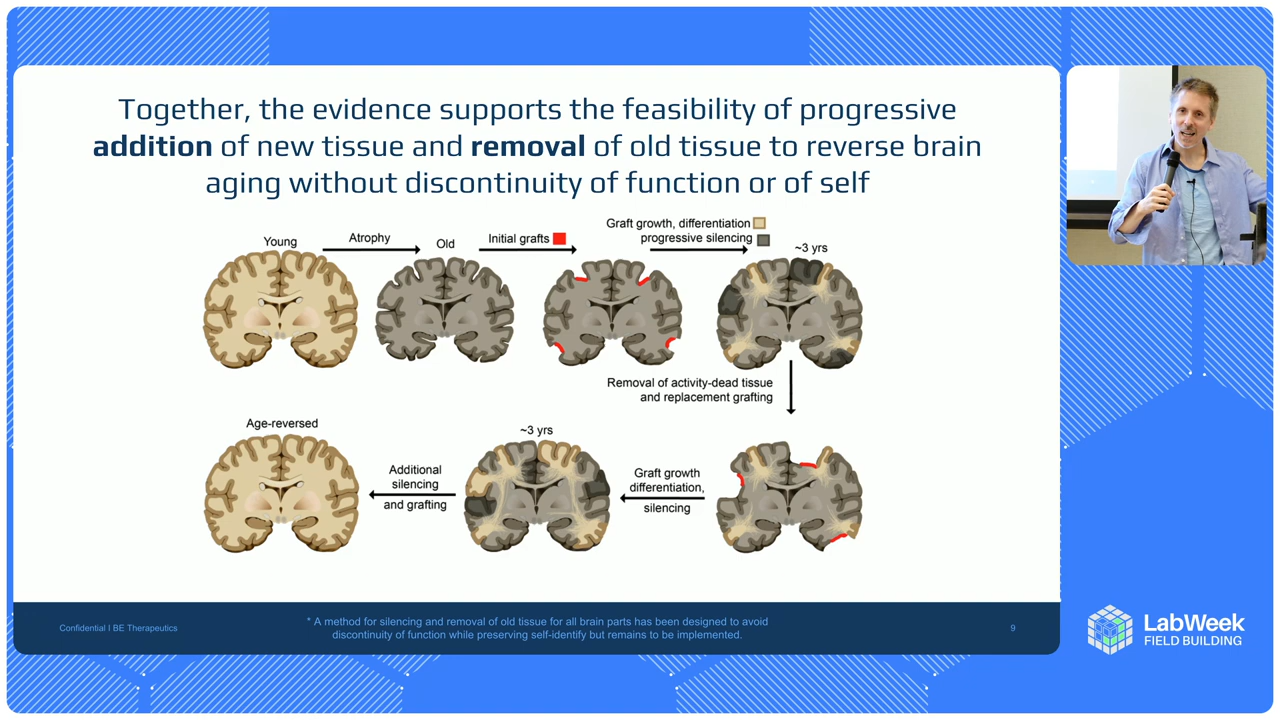 Together, the evidence supports the feasibility of progressive
addition of new tissue and removal of old tissue to reverse brain
aging without discontinuity of function or of self
Young
Atrophy
Old
Initial grafts
Graft growth, differentiation
progressive silencing
~3 yrs
Removal of activity-dead tissue
and replacement grafting
Age-reversed
Additional
silencing
and grafting
~3 yrs
Graft growth
differentiation,
silencing
Confidential I BE Therapeutics
* A method for silencing and removal of old tissue for all brain parts has been designed to avoid
discontinuity of function while preserving self-identify but remains to be implemented.
9
LabWeek
FIELD BUILDING